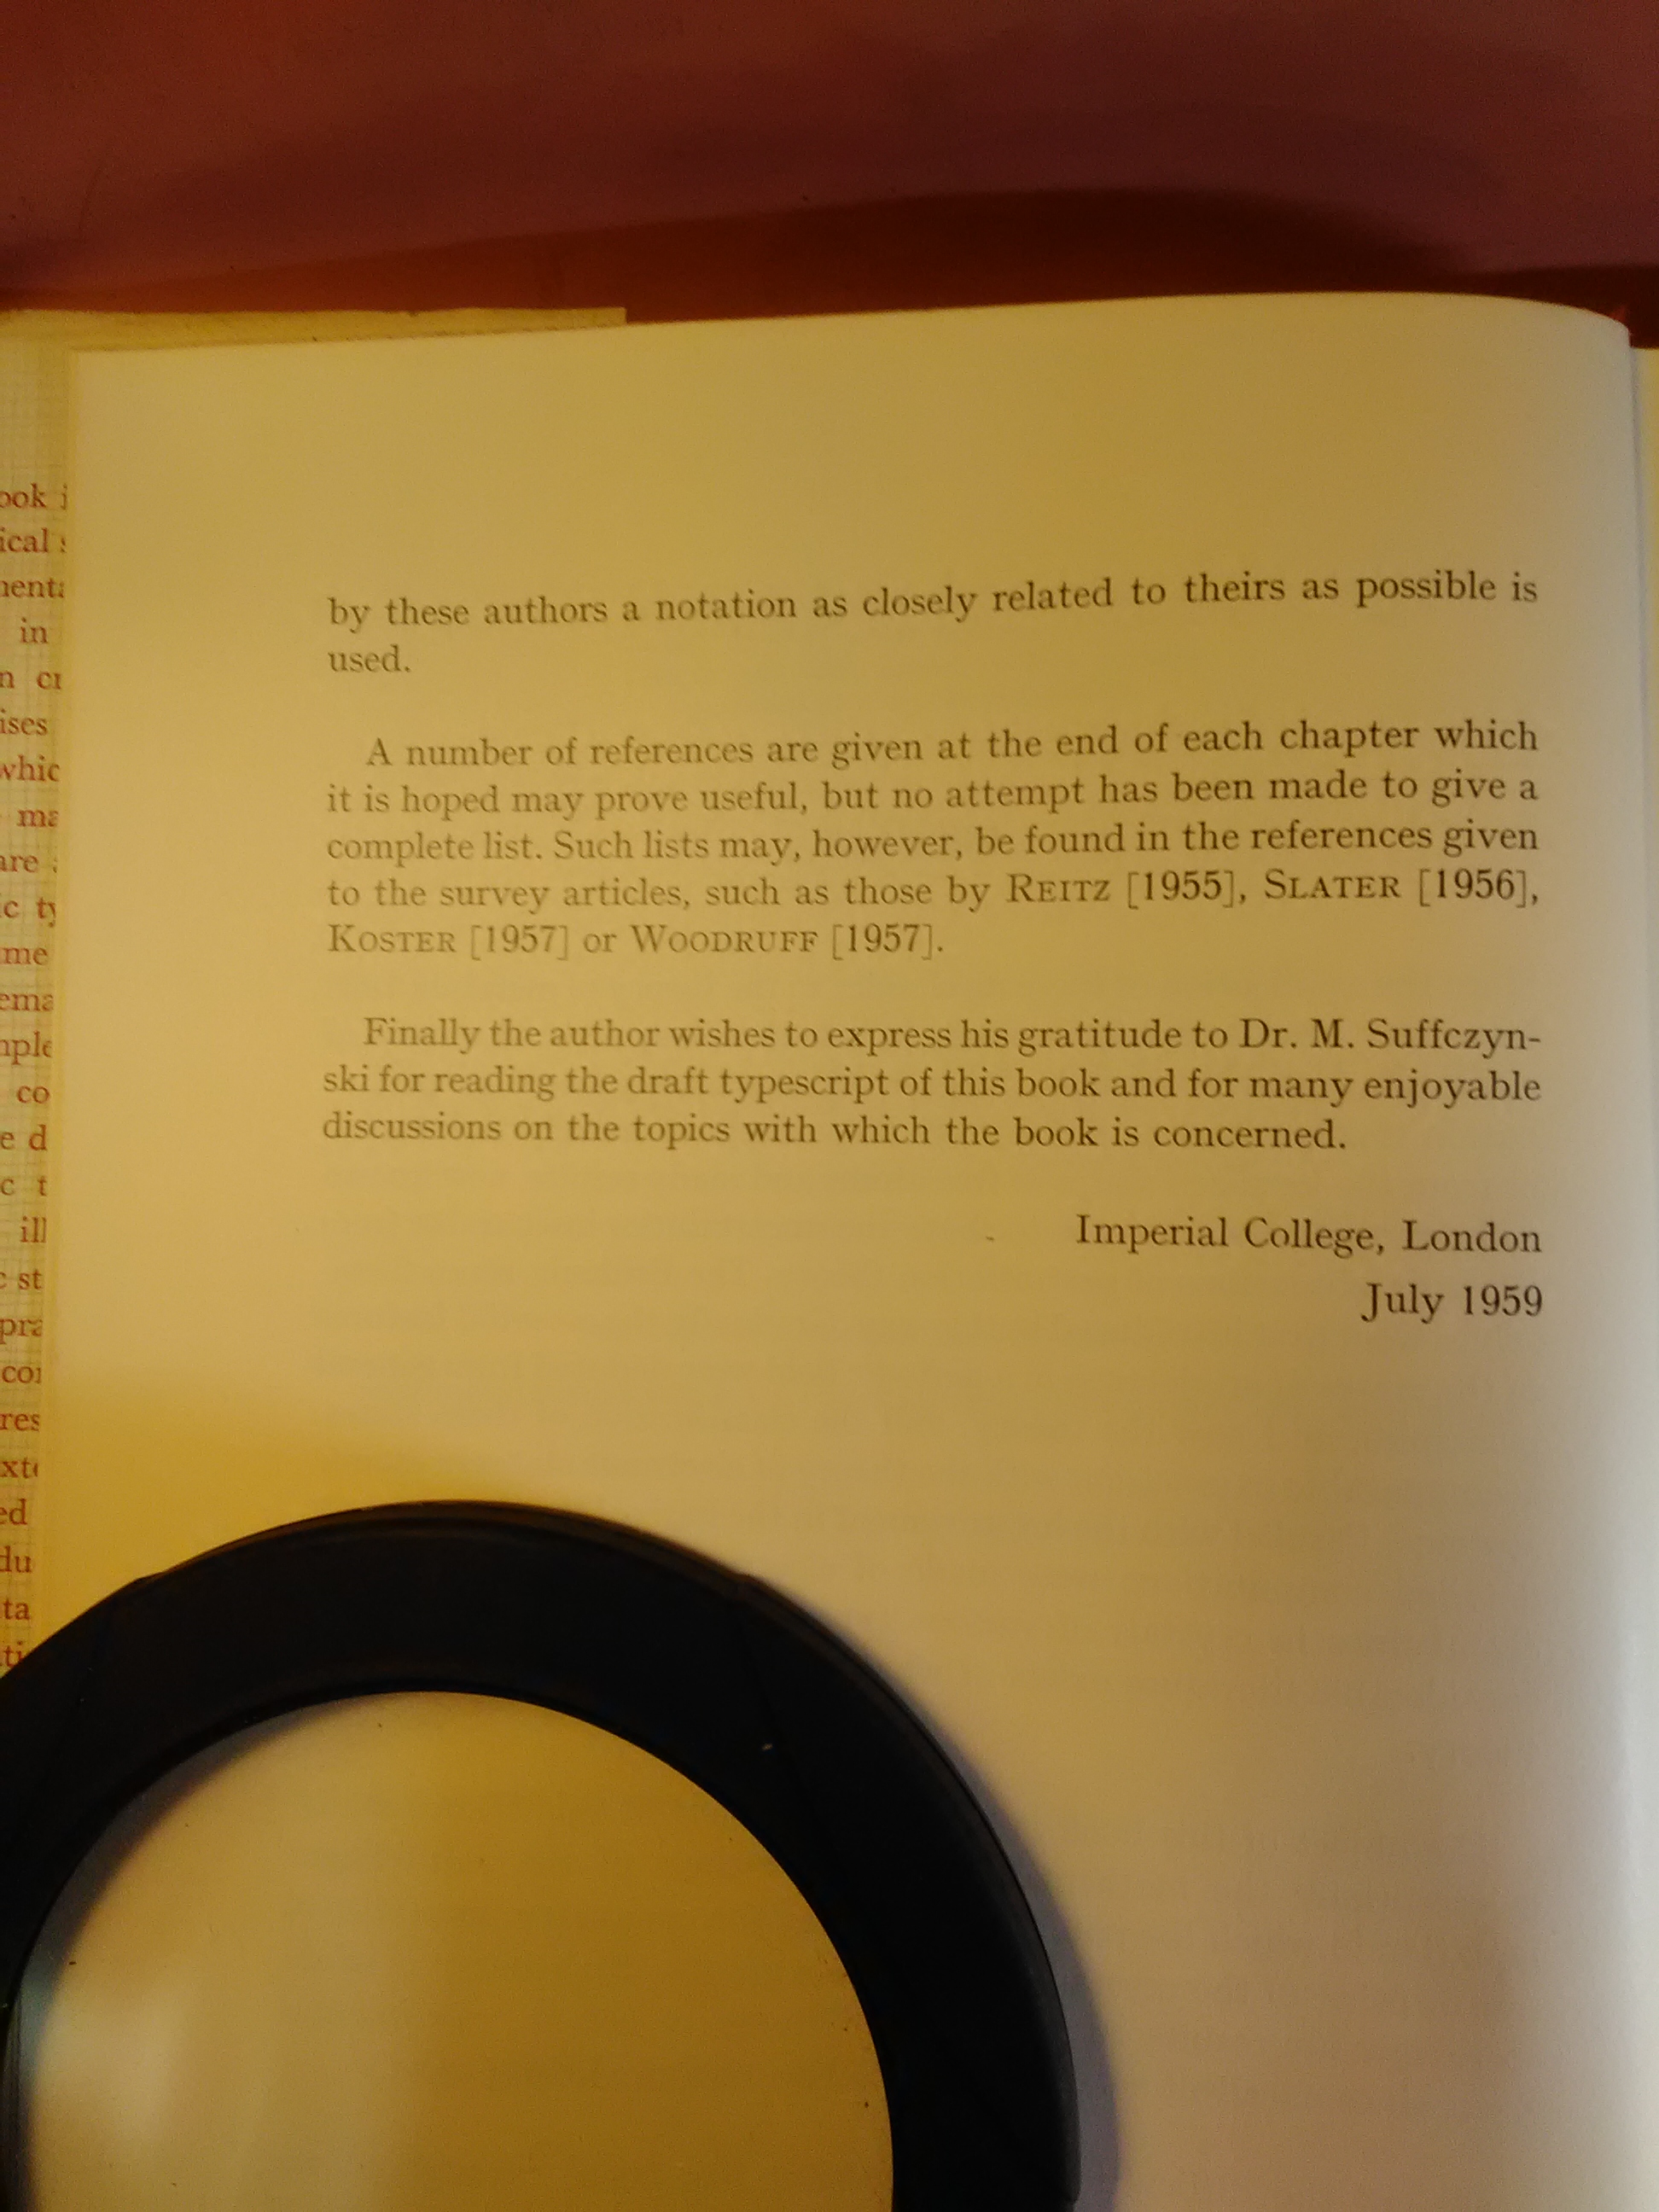 by these authors a notation as closely related to theirs as possible is
used.
A number of references are given at the end of each chapter which
it is hoped may prove useful, but no attempt has been made to give a
complete list. Such lists may, however, be found in the references given
to the survey articles, such as those by REITZ [1955], SLATER [1956],
KOSTER [1957] or WOODRUFF [1957].
Finally the author wishes to express his gratitude to Dr. M. Suffczyn-
ski for reading the draft typescript of this book and for many enjoyable
discussions on the topics with which the book is concerned.
Imperial College, London
July 1959